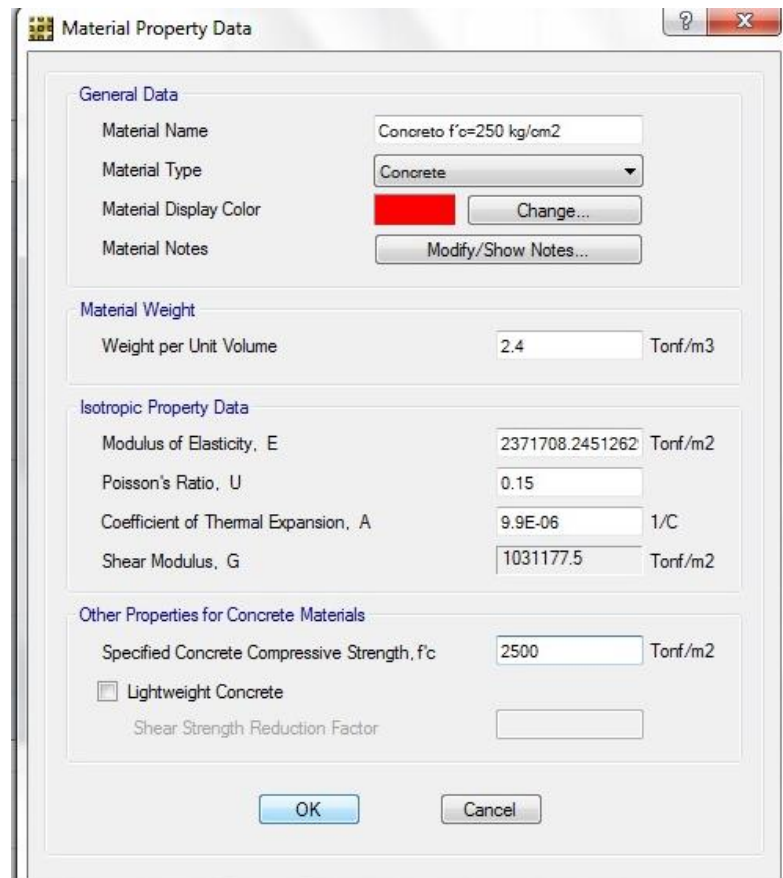 Material Property Data
General Data
Material Name Concreto f´c=250 kg/cm2
Material Type Concrete
Material Display Color Change...
Material Notes Modify/Show Notes...
Material Weight
Weight per Unit Volume 2.4 Tonf/m3
Isotropic Property Data
Modulus of Elasticity, E 2371708.2451262 Tonf/m2
Poisson's Ratio, U 0.15
Coefficient of Thermal Expansion, A 9.9E-06 1/C
Shear Modulus, G 1031177.5 Tonf/m2
Other Properties for Concrete Materials
Specified Concrete Compressive Strength, f'c 2500 Tonf/m2
Lightweight Concrete
Shear Strength Reduction Factor
OK Cancel